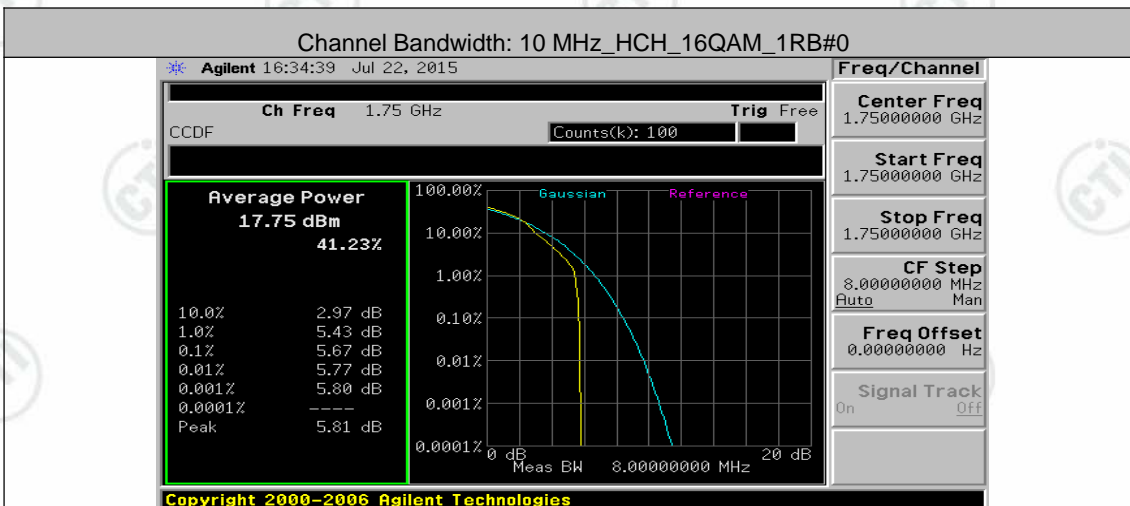 Channel Bandwidth: 10 MHz_HCH_16QAM_1RB#0
Agilent 16:34:39 Jul 22, 2015
Freq/Channel
Ch Freq 1.75 GHz
Trig Free
CCDF
Counts(k): 100
Center Freq
1.75000000 GHz
Start Freq
1.75000000 GHz
Stop Freq
1.75000000 GHz
CF Step
8.00000000 MHz
Auto Man
Freq Offset
0.00000000 Hz
Signal Track
On Off
Average Power
17.75 dBm
41.23%
10.0% 2.97 dB
1.0% 5.43 dB
0.1% 5.67 dB
0.01% 5.77 dB
0.001% 5.80 dB
0.0001% ----
Peak 5.81 dB
Gaussian Reference
100.00%
10.00%
1.00%
0.10%
0.01%
0.001%
0.0001%
0 dB 20 dB
Meas BW 8.00000000 MHz
Copyright 2000-2006 Agilent Technologies
CTI
CTI